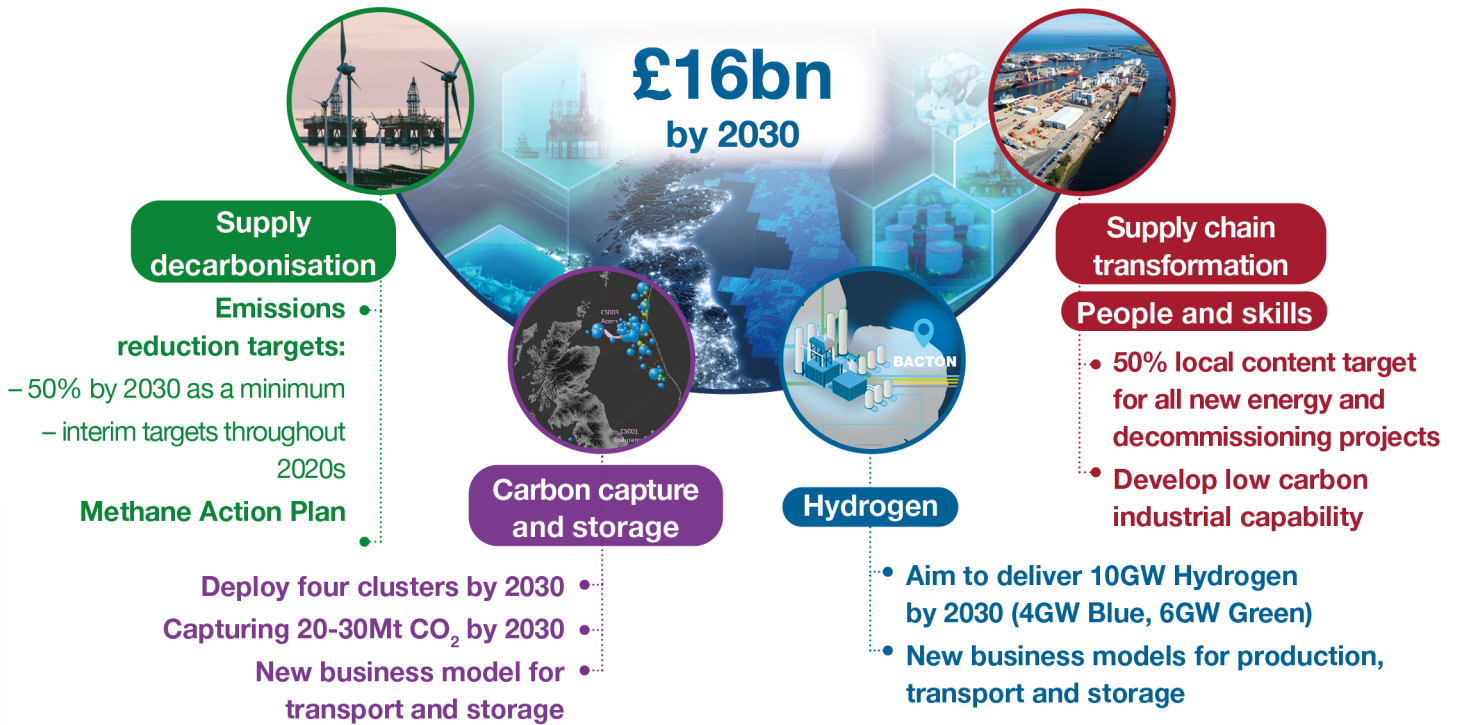 £16bn
by 2030
Supply
decarbonisation
Emissions
reduction targets:
– 50% by 2030 as a minimum
– interim targets throughout
2020s
Methane Action Plan
CS003
Acorn
CS001
Endurance
Carbon capture
and storage
Deploy four clusters by 2030
Capturing 20-30Mt CO₂ by 2030
New business model for
transport and storage
BACTON
Hydrogen
Aim to deliver 10GW Hydrogen
by 2030 (4GW Blue, 6GW Green)
New business models for production,
transport and storage
Supply chain
transformation
People and skills
50% local content target
for all new energy and
decommissioning projects
Develop low carbon
industrial capability